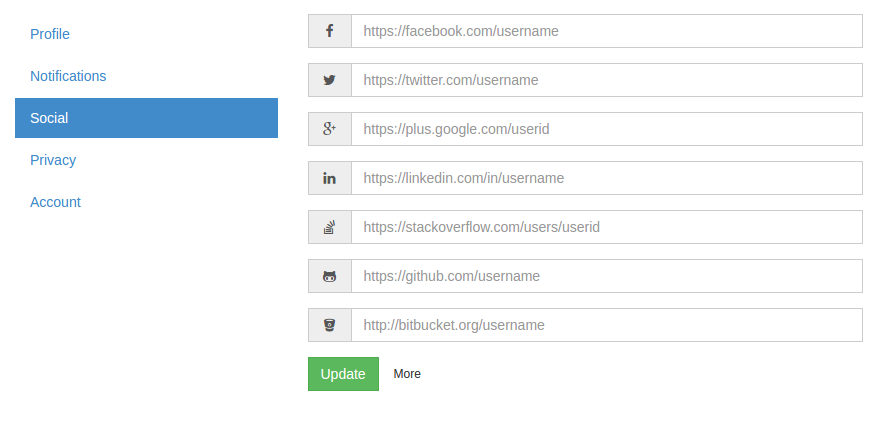 Profile
Notifications
Social
Privacy
Account
https://facebook.com/username
https://twitter.com/username
https://plus.google.com/userid
https://linkedin.com/in/username
https://stackoverflow.com/users/userid
https://github.com/username
http://bitbucket.org/username
Update More